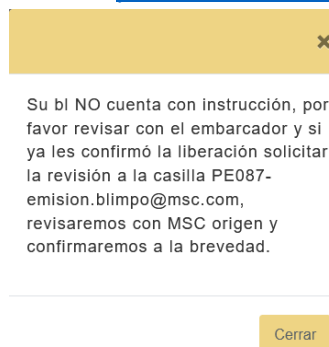 Su bl NO cuenta con instrucción, por
favor revisar con el embarcador y si
ya les confirmó la liberación solicitar
la revisión a la casilla PE087-
emision.blimpo@msc.com,
revisaremos con MSC origen y
confirmaremos a la brevedad.
Cerrar